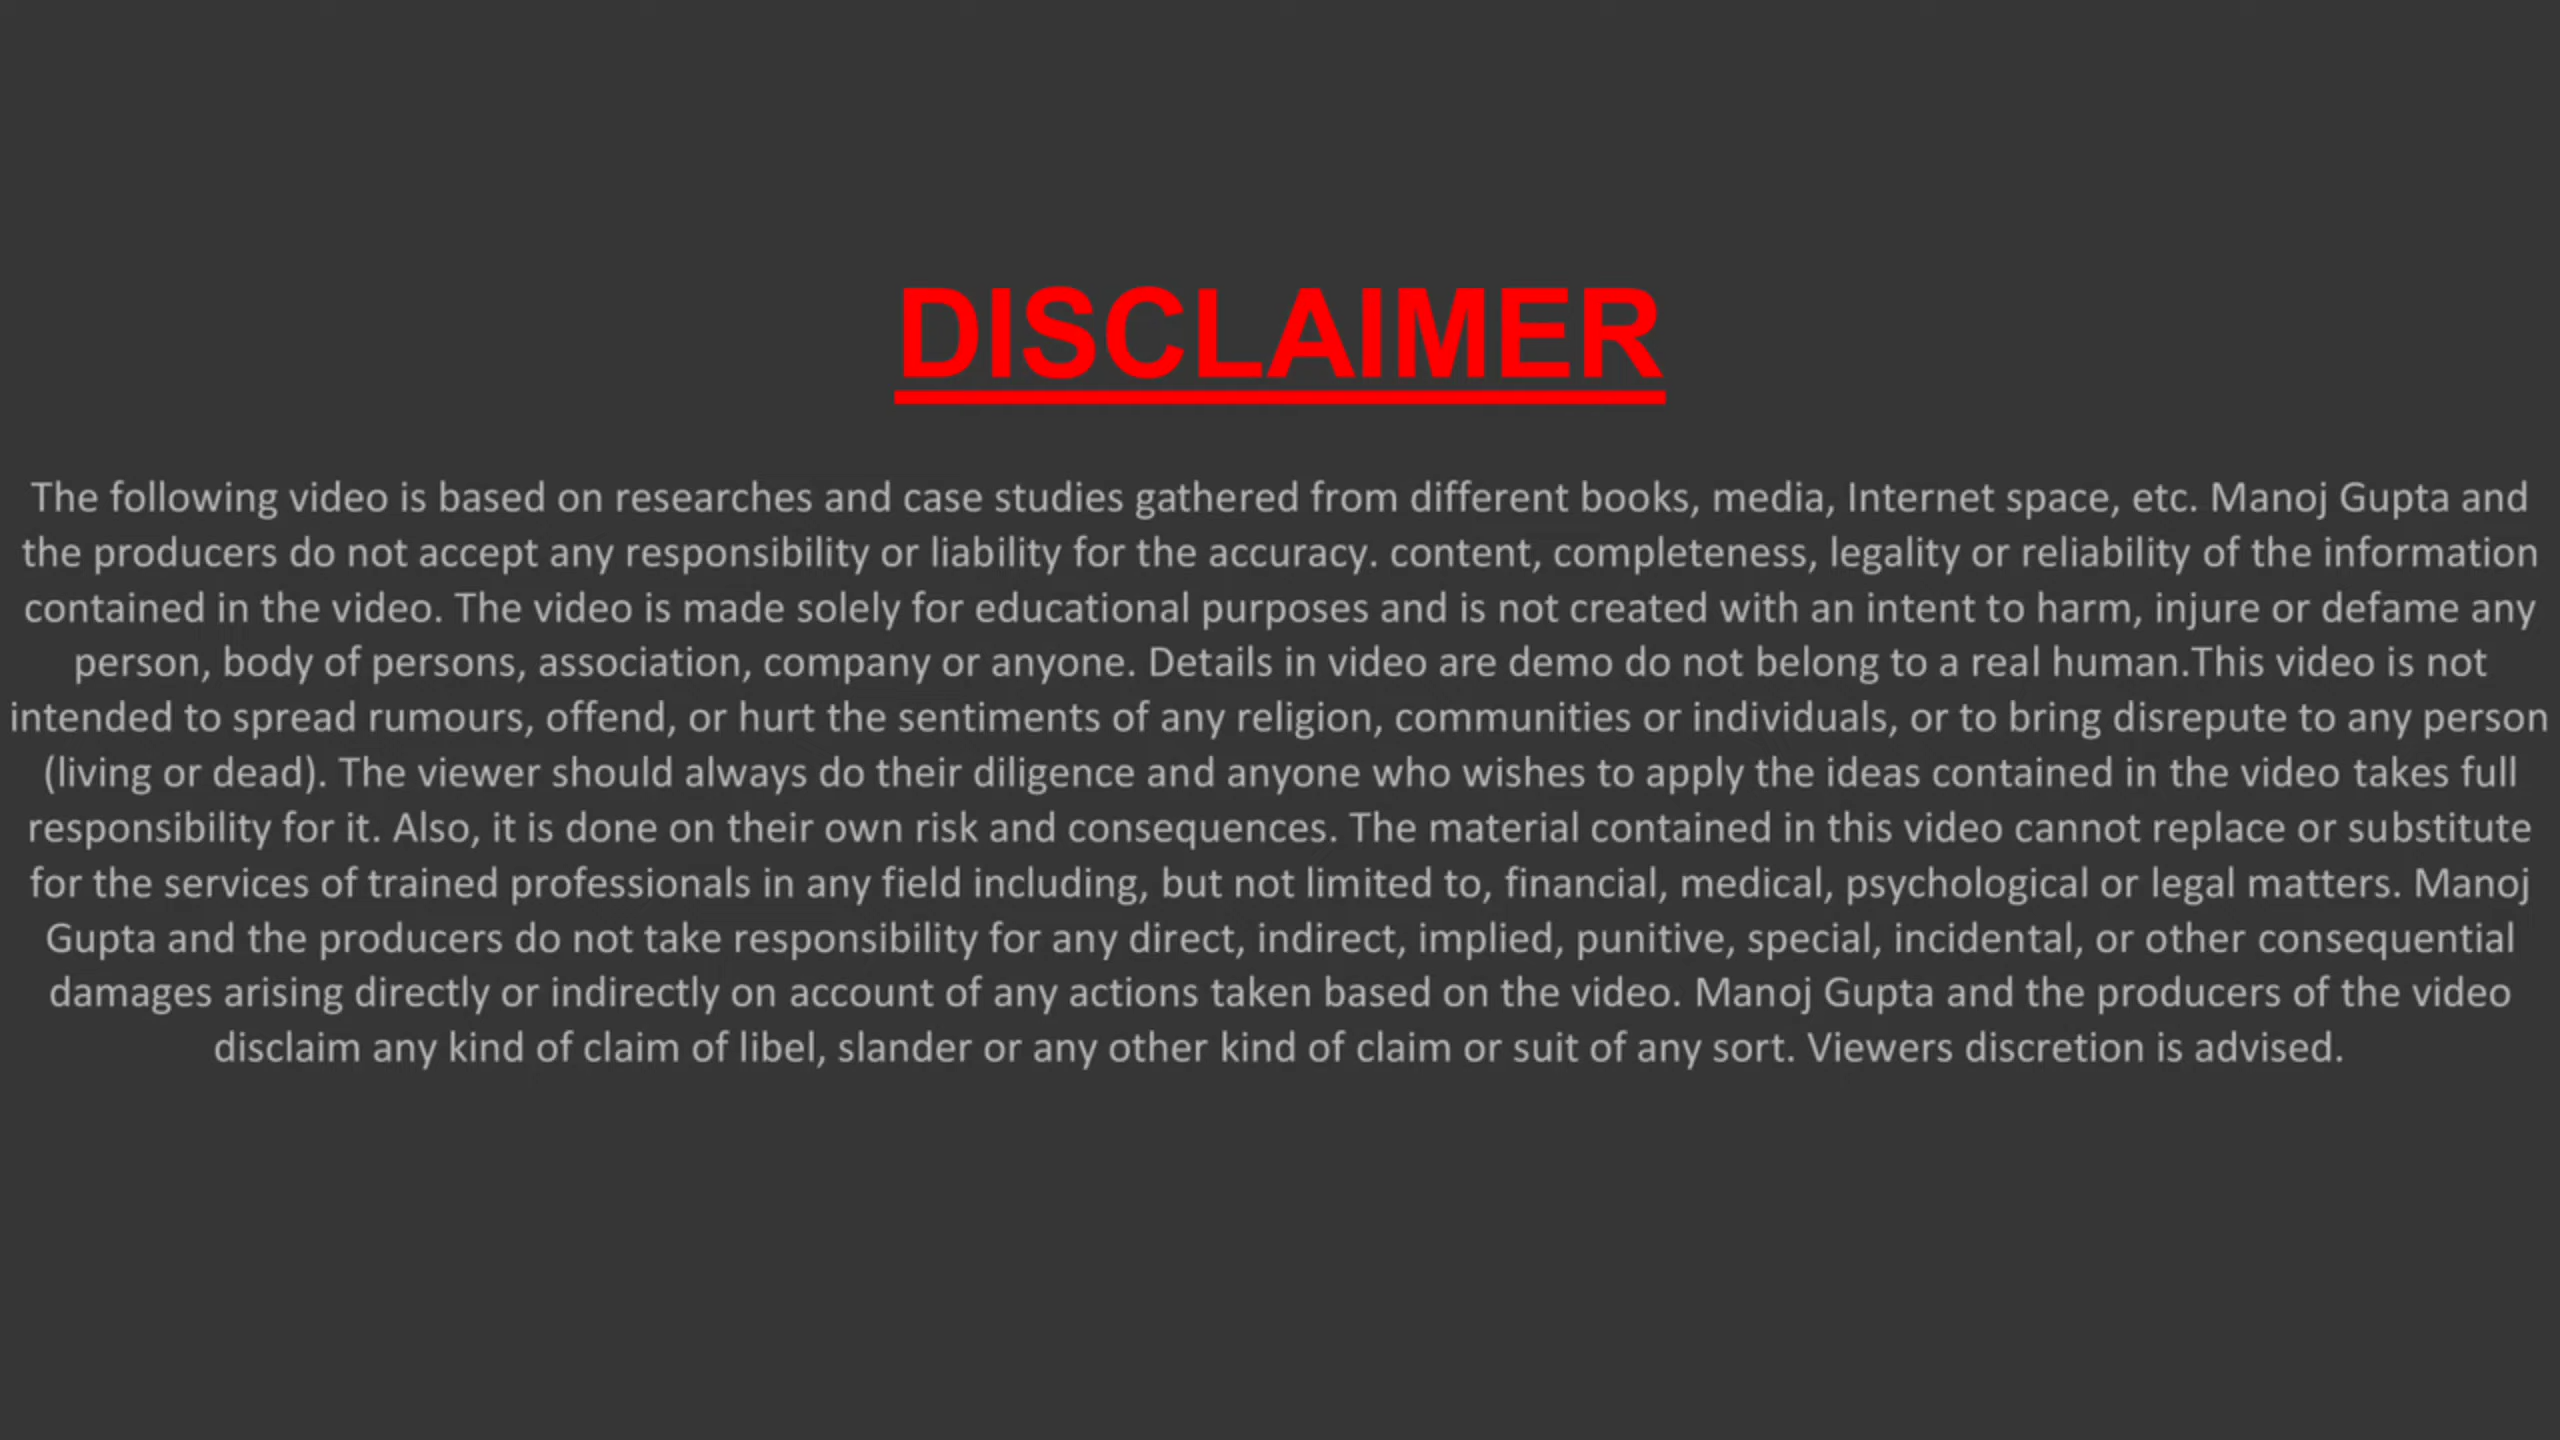 DISCLAIMER
The following video is based on researches and case studies gathered from different books, media, Internet space, etc. Manoj Gupta and
the producers do not accept any responsibility or liability for the accuracy. content, completeness, legality or reliability of the information
contained in the video. The video is made solely for educational purposes and is not created with an intent to harm, injure or defame any
person, body of persons, association, company or anyone. Details in video are demo do not belong to a real human.This video is not
intended to spread rumours, offend, or hurt the sentiments of any religion, communities or individuals, or to bring disrepute to any person
(living or dead). The viewer should always do their diligence and anyone who wishes to apply the ideas contained in the video takes full
responsibility for it. Also, it is done on their own risk and consequences. The material contained in this video cannot replace or substitute
for the services of trained professionals in any field including, but not limited to, financial, medical, psychological or legal matters. Manoj
Gupta and the producers do not take responsibility for any direct, indirect, implied, punitive, special, incidental, or other consequential
damages arising directly or indirectly on account of any actions taken based on the video. Manoj Gupta and the producers of the video
disclaim any kind of claim of libel, slander or any other kind of claim or suit of any sort. Viewers discretion is advised.